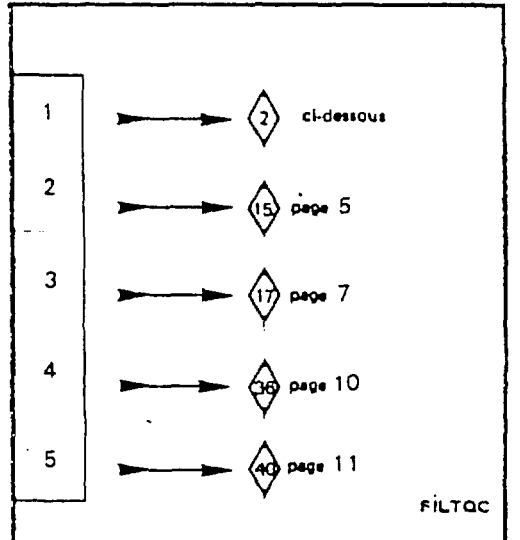 1 2 ci-dessous
2 15 page 5
3 17 page 7
4 36 page 10
5 40 page 11
FILTAC